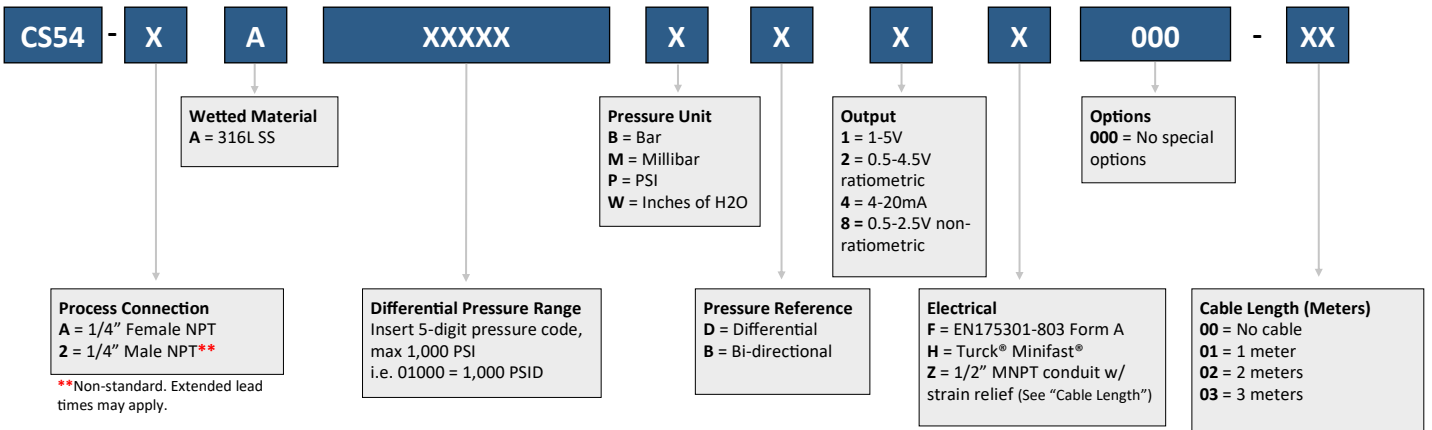 CS54 - X A XXXXX X X X X 000 - XX
Wetted Material
A = 316L SS
Pressure Unit
B = Bar
M = Millibar
P = PSI
W = Inches of H2O
Output
1 = 1-5V
2 = 0.5-4.5V
ratiometric
4 = 4-20mA
8 = 0.5-2.5V non-
ratiometric
Options
000 = No special
options
Process Connection
A = 1/4” Female NPT
2 = 1/4” Male NPT**
**Non-standard. Extended lead
times may apply.
Differential Pressure Range
Insert 5-digit pressure code,
max 1,000 PSI
i.e. 01000 = 1,000 PSID
Pressure Reference
D = Differential
B = Bi-directional
Electrical
F = EN175301-803 Form A
H = Turck® Minifast®
Z = 1/2” MNPT conduit w/
strain relief (See “Cable Length”)
Cable Length (Meters)
00 = No cable
01 = 1 meter
02 = 2 meters
03 = 3 meters